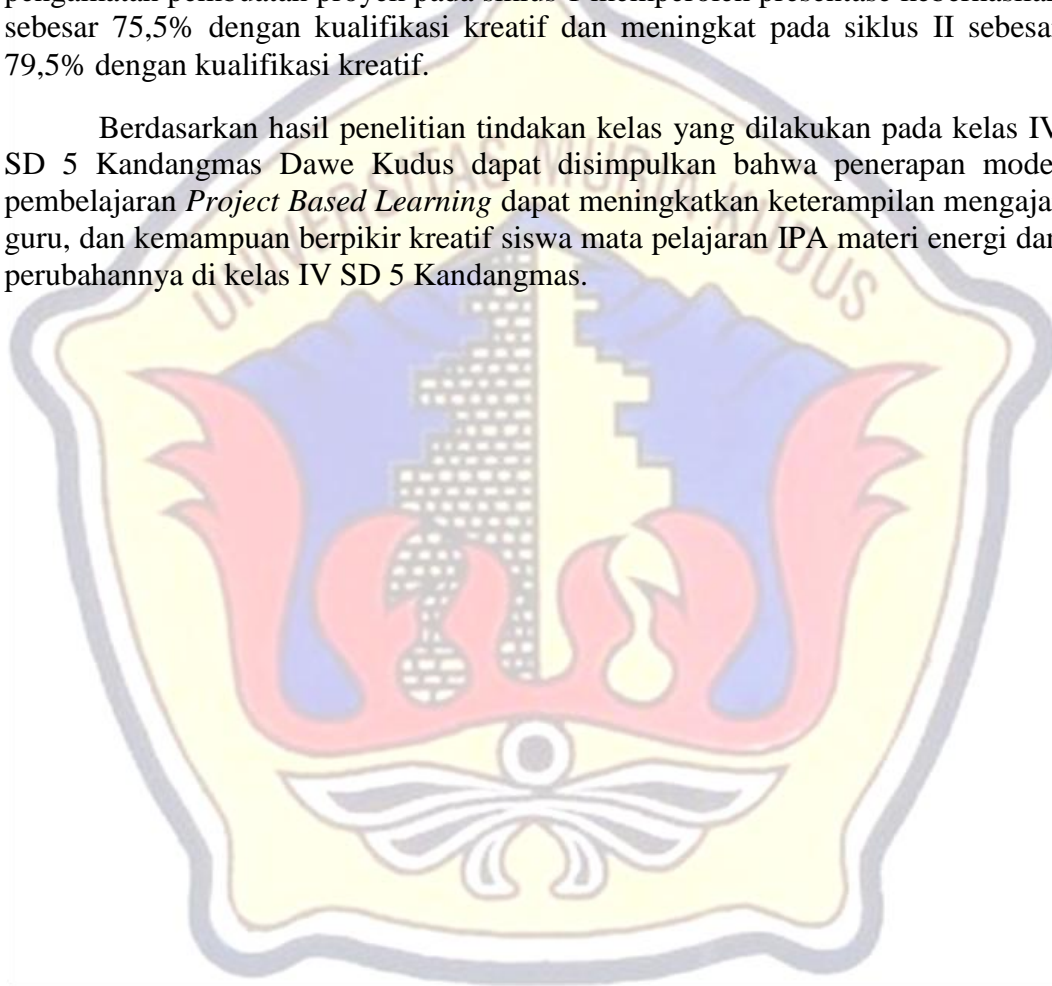 sebesar 75,5% dengan kualifikasi kreatif dan meningkat pada siklus II sebesar
79,5% dengan kualifikasi kreatif.
Berdasarkan hasil penelitian tindakan kelas yang dilakukan pada kelas IV
SD 5 Kandangmas Dawe Kudus dapat disimpulkan bahwa penerapan model
pembelajaran Project Based Learning dapat meningkatkan keterampilan mengajar
guru, dan kemampuan berpikir kreatif siswa mata pelajaran IPA materi energi dan
perubahannya di kelas IV SD 5 Kandangmas.
UNIVERSITAS MURIA KUDUS